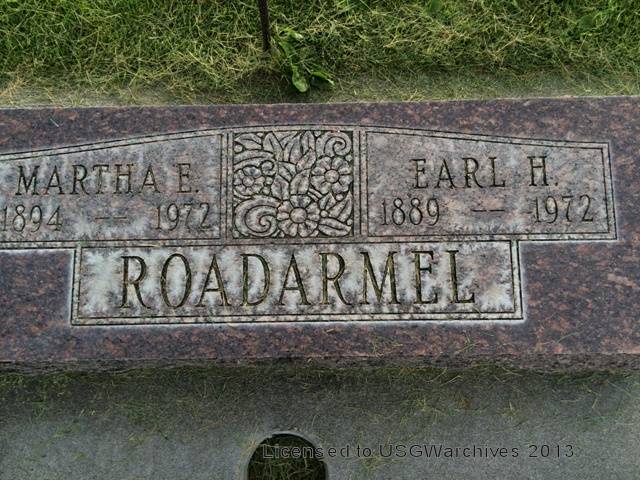 MARTHA E. EARL H.
1894 — 1972 1889 — 1972
ROADARMEL
Licensed to USGWarchives 2013